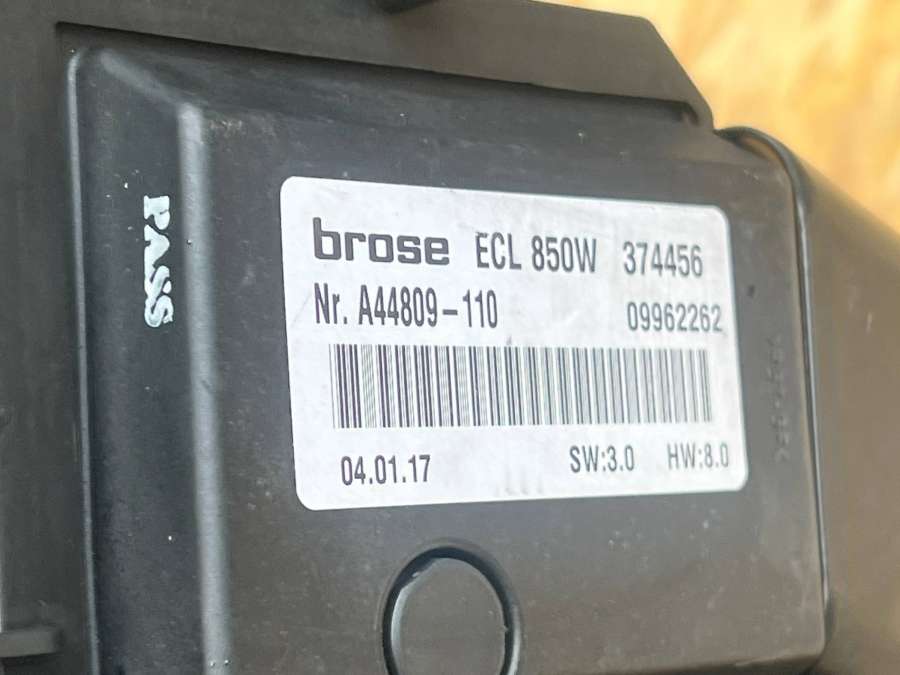 PASS
brose ECL 850W 374456
Nr. A44809-110 09962262
04.01.17 SW:3.0 HW:8.0